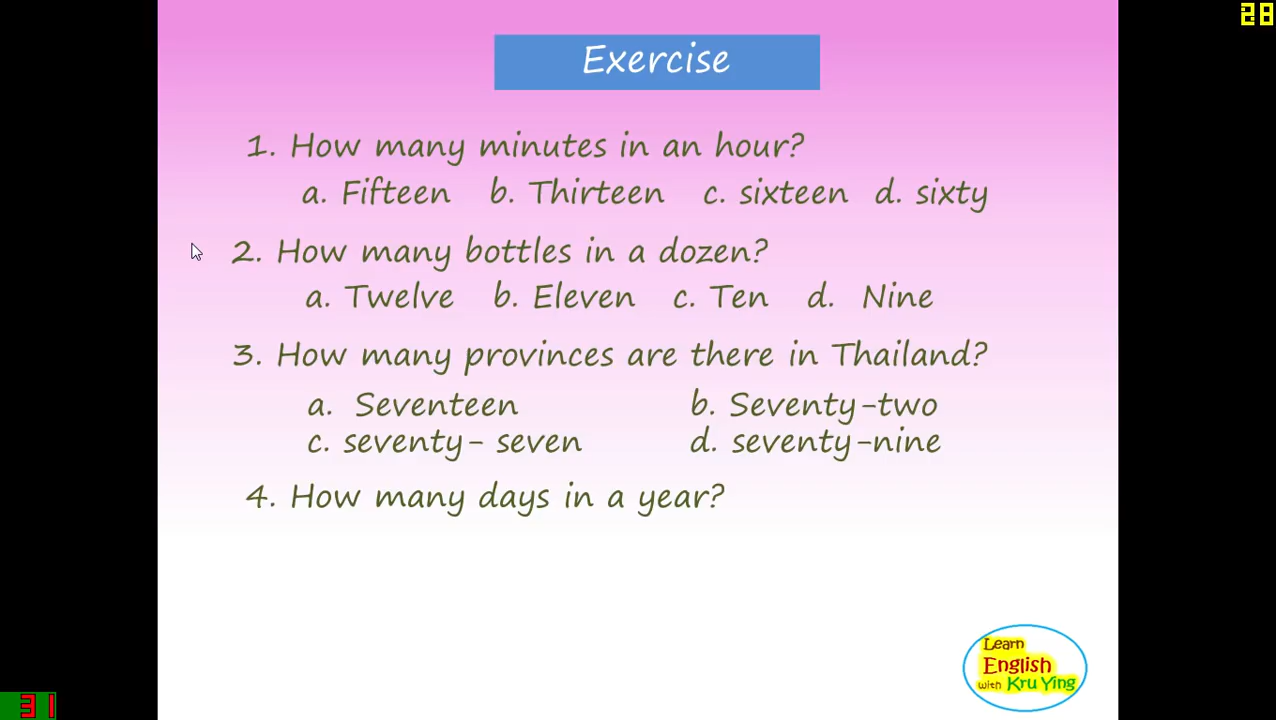 28
Exercise
1. How many minutes in an hour?
a. Fifteen b. Thirteen c. sixteen d. sixty
2. How many bottles in a dozen?
a. Twelve b. Eleven c. Ten d. Nine
3. How many provinces are there in Thailand?
a. Seventeen b. Seventy-two
c. seventy- seven d. seventy-nine
4. How many days in a year?
Learn
English
with Kru Ying
31